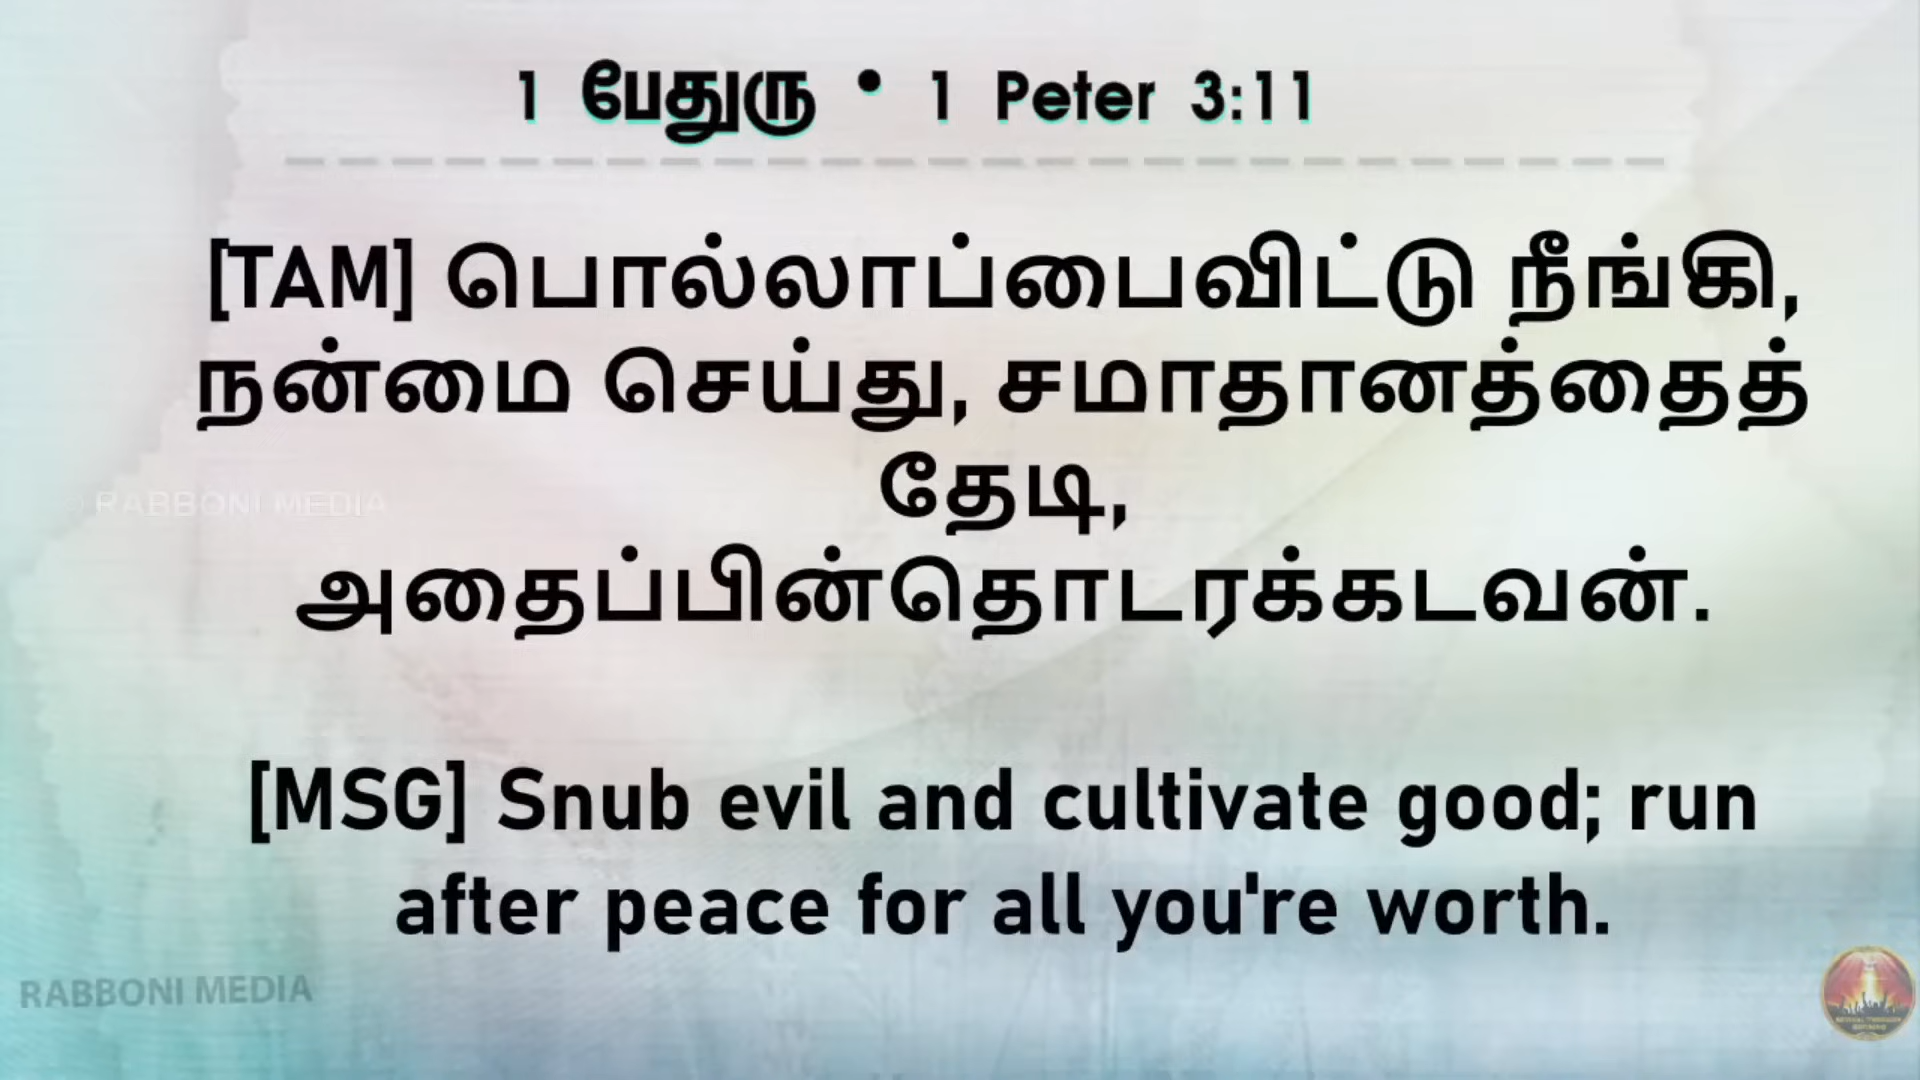 1 பேதுரு • 1 Peter 3:11
[TAM] பொல்லாப்பைவிட்டு நீங்கி,
நன்மை செய்து, சமாதானத்தைத்
தேடி,
அதைப்பின்தொடரக்கடவன்.
© RABBONI MEDIA
[MSG] Snub evil and cultivate good; run
after peace for all you're worth.
RABBONI MEDIA